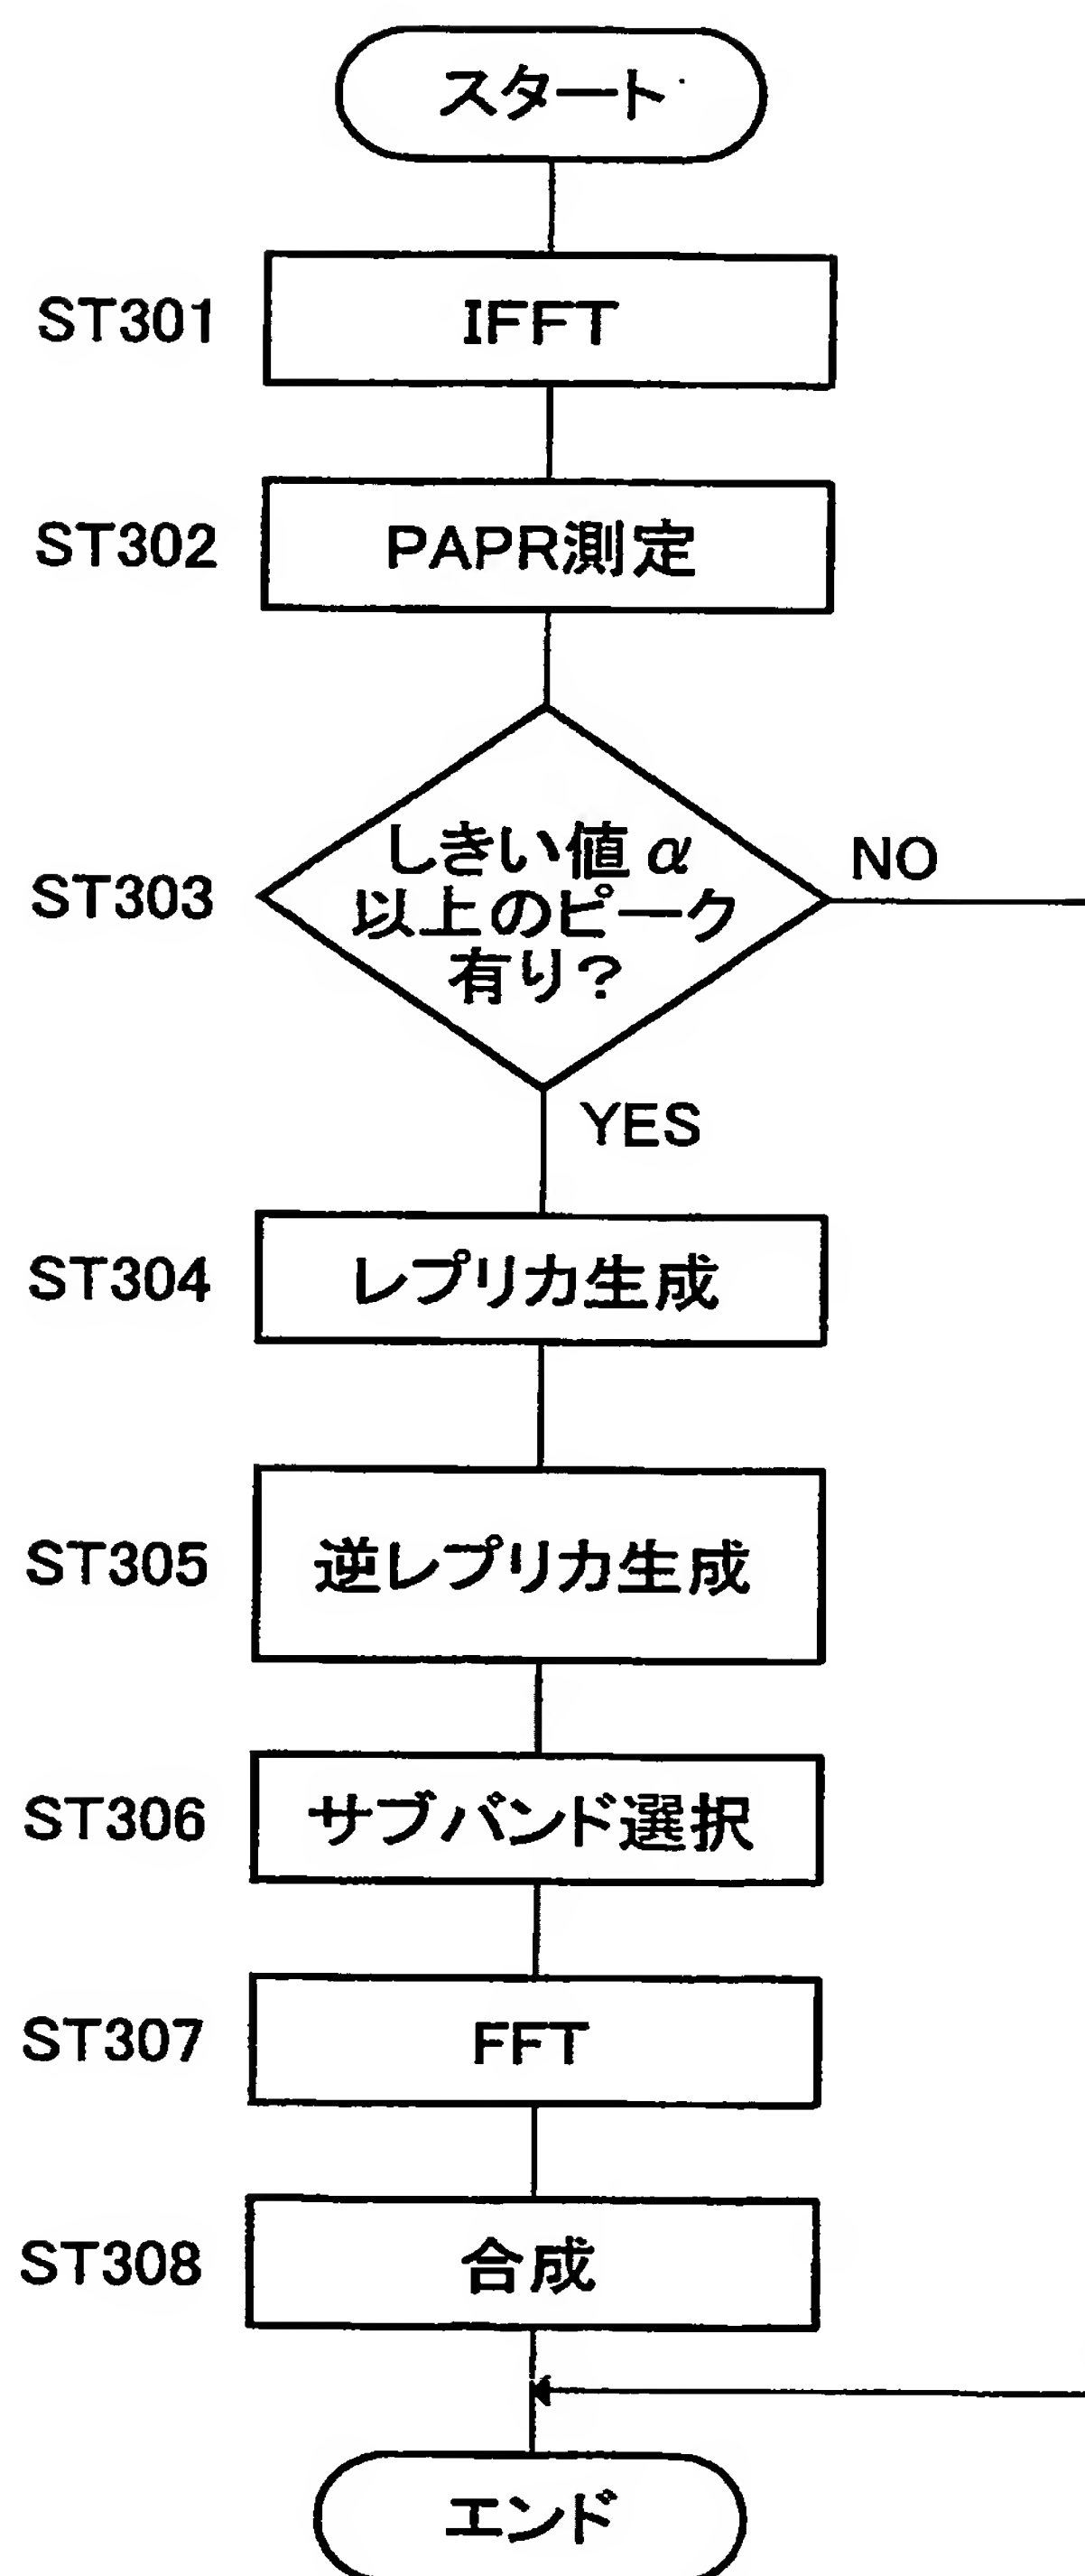 スタート
ST301
IFFT
ST302
PAPR測定
ST303
しきい値α
以上のピーク
有り?
NO
YES
ST304
レプリカ生成
ST305
逆レプリカ生成
ST306
サブバンド選択
ST307
FFT
ST308
合成
エンド